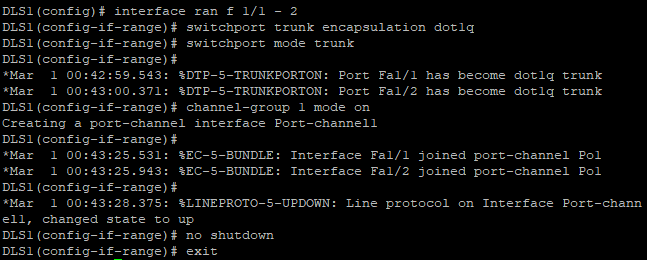 DLS1(config)# interface ran f 1/1 - 2
DLS1(config-if-range)# switchport trunk encapsulation dot1q
DLS1(config-if-range)# switchport mode trunk
DLS1(config-if-range)#
*Mar  1 00:42:59.543: %DTP-5-TRUNKPORTON: Port Fa1/1 has become dot1q trunk
*Mar  1 00:43:00.371: %DTP-5-TRUNKPORTON: Port Fa1/2 has become dot1q trunk
DLS1(config-if-range)# channel-group 1 mode on
Creating a port-channel interface Port-channel1
DLS1(config-if-range)#
*Mar  1 00:43:25.531: %EC-5-BUNDLE: Interface Fa1/1 joined port-channel Po1
*Mar  1 00:43:25.943: %EC-5-BUNDLE: Interface Fa1/2 joined port-channel Po1
DLS1(config-if-range)#
*Mar  1 00:43:28.375: %LINEPROTO-5-UPDOWN: Line protocol on Interface Port-chann
el1, changed state to up
DLS1(config-if-range)# no shutdown
DLS1(config-if-range)# exit